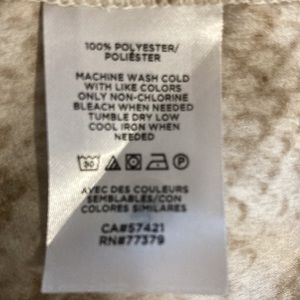 100% POLYESTER/
POLIÉSTER
MACHINE WASH COLD
WITH LIKE COLORS
ONLY NON-CHLORINE
BLEACH WHEN NEEDED
TUMBLE DRY LOW
COOL IRON WHEN
NEEDED
30 P
AVEC DES COULEURS
SEMBLABLES/CON
COLORES SIMILARES
CA#57421
RN#77379